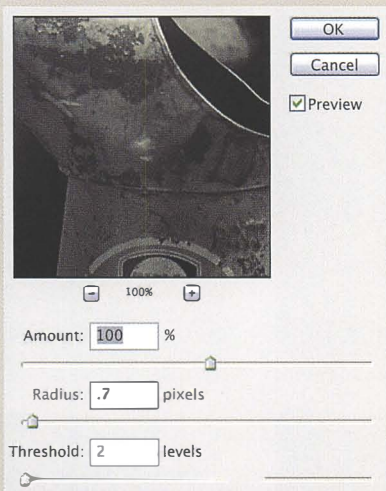 OK
Cancel
Preview
100%
Amount: 100 %
Radius: .7 pixels
Threshold: 2 levels